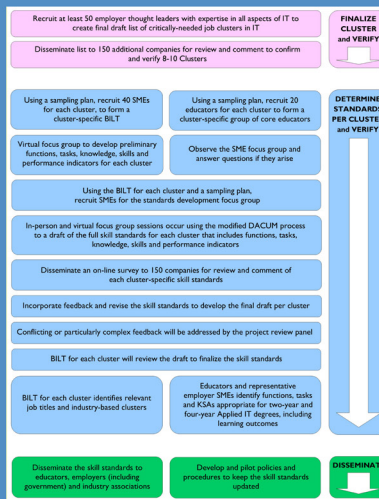 Recruit at least 50 employer thought leaders with expertise in all aspects of IT to
create final draft list of critically-needed job clusters in IT
Disseminate list to 150 additional companies for review and comment to confirm
and verify 8-10 Clusters
FINALIZE
CLUSTER
and VERIFY
Using a sampling plan, recruit 40 SMEs
for each cluster, to form a
cluster-specific BILT
Using a sampling plan, recruit 20
educators for each cluster, to form a
cluster-specific group of core educators
Virtual focus group to develop preliminary
functions, tasks, knowledge, skills and
performance indicators for each cluster
Observe the SME focus group and
answer questions if they arise
Using the BILT for each cluster and a sampling plan,
recruit SMEs for the standards development focus group
In-person and virtual focus group sessions occur using the modified DACUM process
to a draft of the full skill standards for each cluster that includes functions, tasks,
knowledge, skills and performance indicators
Disseminate an on-line survey to 150 companies for review and comment of
each cluster-specific skill standards
Incorporate feedback and revise the skill standards to develop the final draft per cluster
Conflicting or particularly complex feedback will be addressed by the project review panel
BILT for each cluster will review the draft to finalize the skill standards
BILT for each cluster identifies relevant
job titles and industry-based clusters
Educators and representative
employer SMEs identify functions, tasks
and KSAs appropriate for two-year and
four-year Applied IT degrees, including
learning outcomes
DETERMINE
STANDARDS
PER CLUSTE
and VERIFY
Disseminate the skill standards to
educators, employers (including
government) and industry associations
Develop and pilot policies and
procedures to keep the skill standards
updated
DISSEMINAT